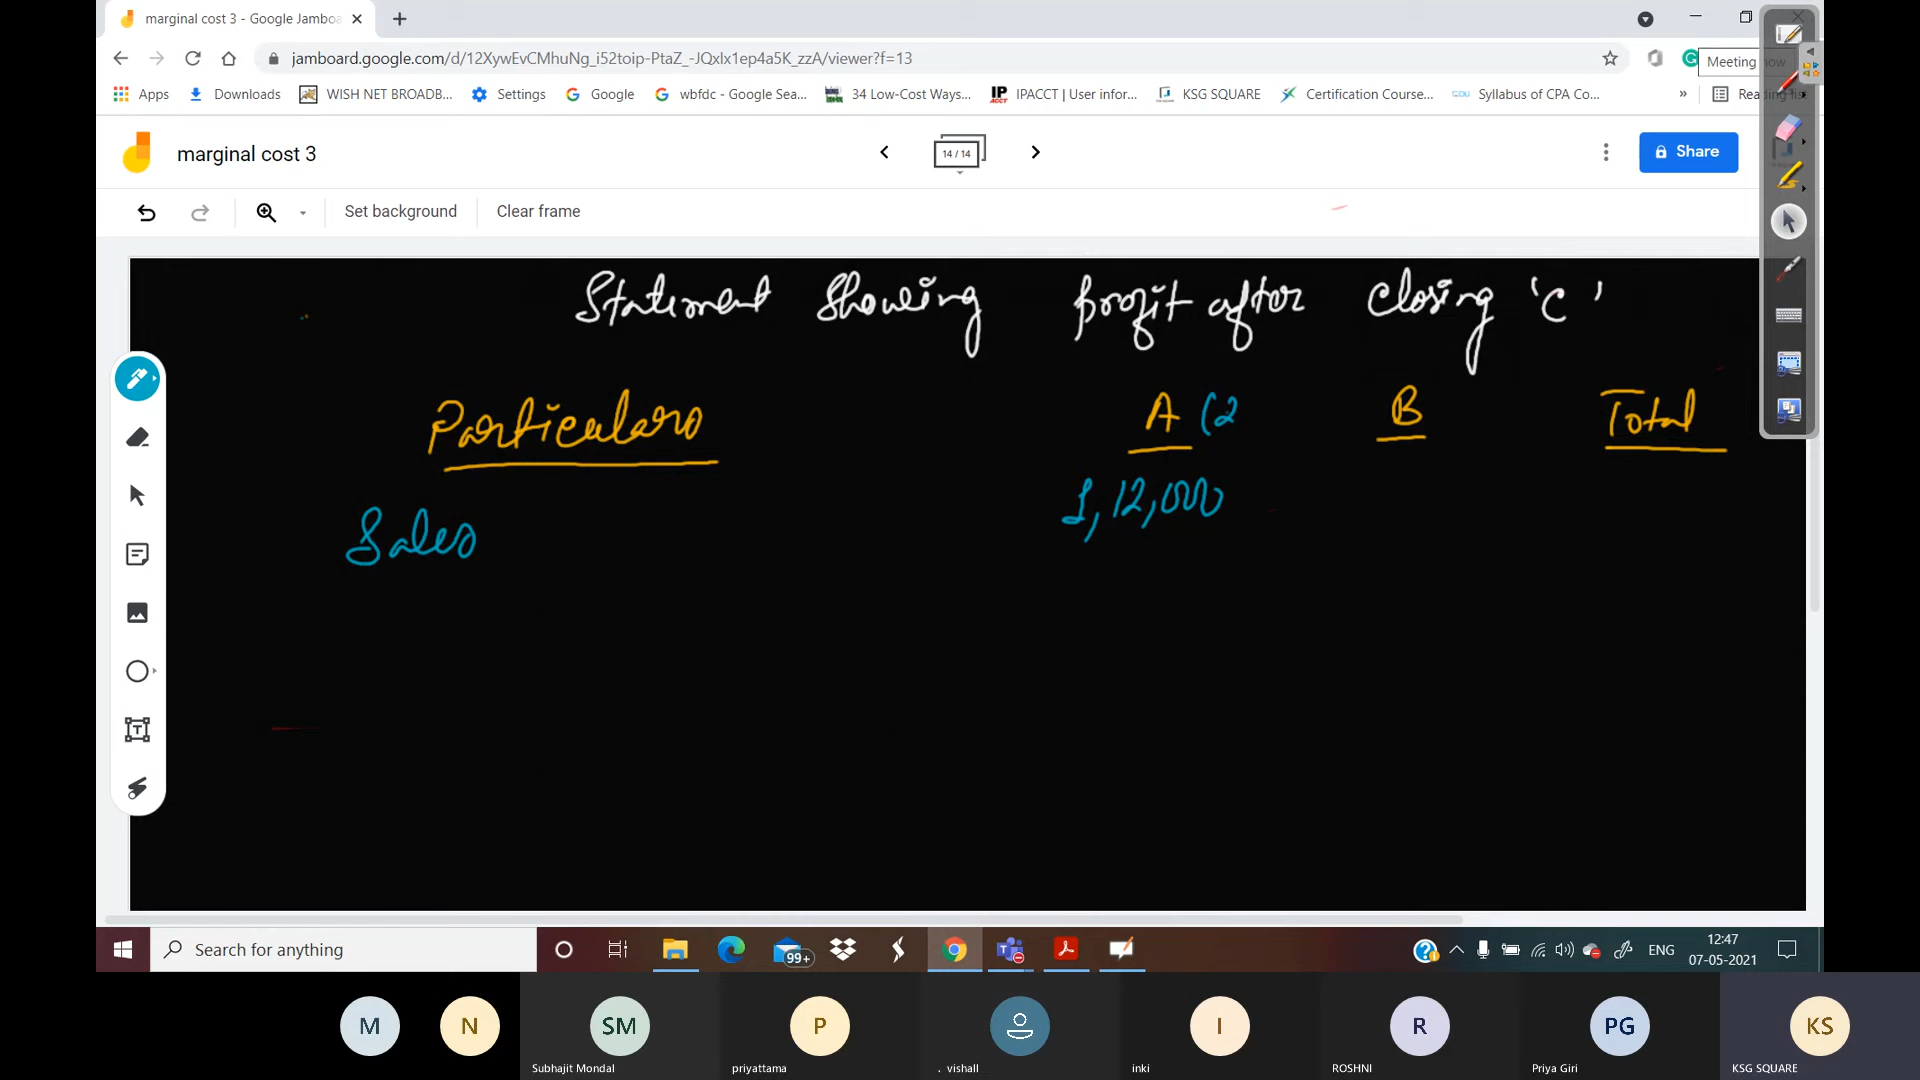 marginal cost 3 - Google Jamboa
Meeting now
jamboard.google.com/d/12XywEvCMhuNg_i52toip-PtaZ_-JQxlx1ep4a5K_zzA/viewer?f=13
Apps Downloads WISH NET BROADB... Settings Google wbfdc - Google Sea... 34 Low-Cost Ways... IPACCT | User infor... KSG SQUARE Certification Course... Syllabus of CPA Co... » Reading list
marginal cost 3
14 / 14
Share
Set background Clear frame
Statement Showing profit after closing 'C'
Particulars A (2 B Total
Sales 1,12,000
Search for anything
99+
ENG
12:47
07-05-2021
M N SM P I R PG KS
Subhajit Mondal priyattama . vishall inki ROSHNI Priya Giri KSG SQUARE